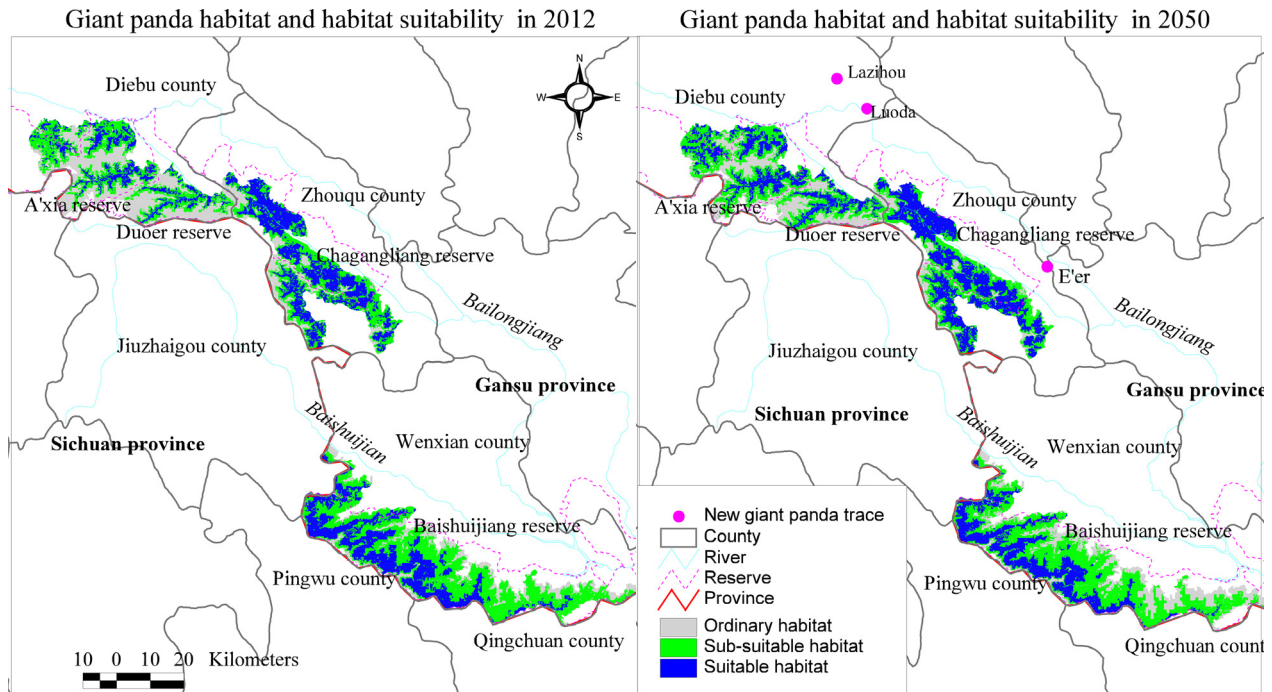 Giant panda habitat and habitat suitability in 2012
Diebu county
N
W
E
S
Zhouqu county
A'xia reserve
Duoer reserve
Chagangliang reserve
Bailongjiang
Jiuzhaigou county
Gansu province
Baishuijian
Sichuan province
Wenxian county
Baishuijiang reserve
Pingwu county
Qingchuan county
10 0 10 20 Kilometers
Giant panda habitat and habitat suitability in 2050
Lazihou
Diebu county
Luoda
Zhouqu county
A'xia reserve
Duoer reserve
Chagangliang reserve
E'er
Bailongjiang
Jiuzhaigou county
Gansu province
Sichuan province
Baishuijian
Wenxian county
Baishuijiang reserve
Pingwu county
Qingchuan count
New giant panda trace
County
River
Reserve
Province
Ordinary habitat
Sub-suitable habitat
Suitable habitat